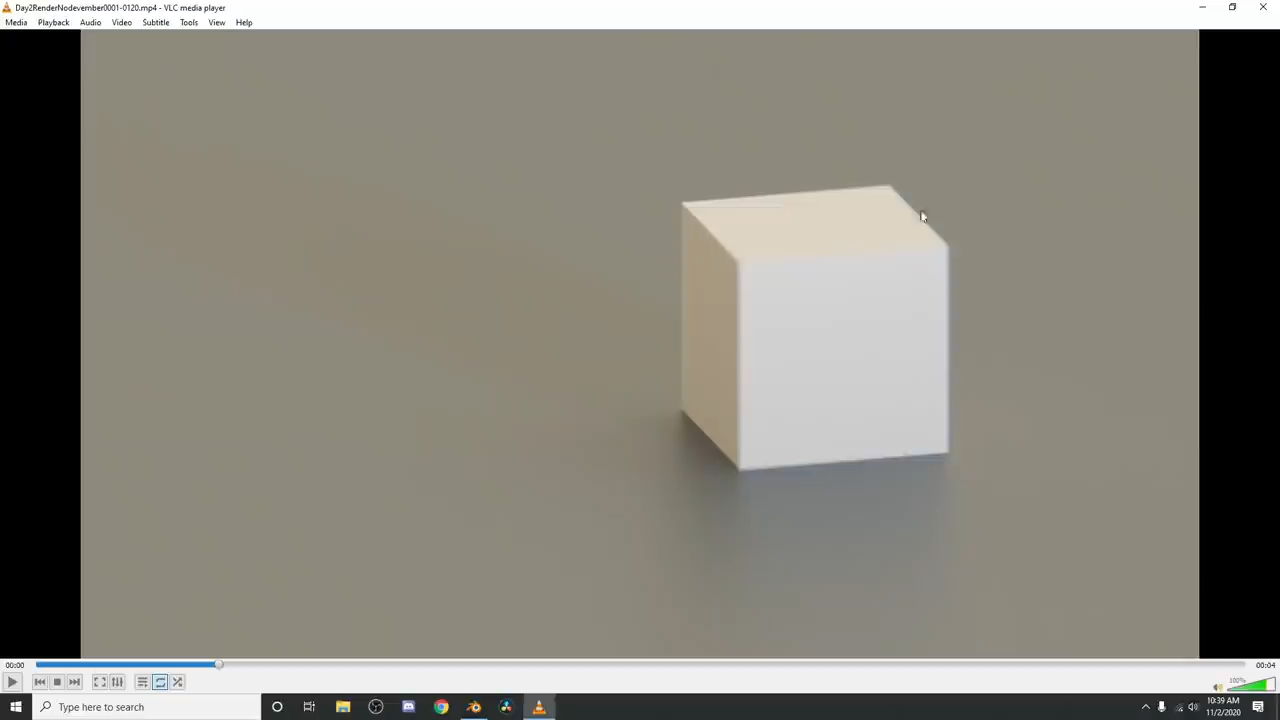 Day2RenderNodevember0001-0120.mp4 - VLC media player
Media Playback Audio Video Subtitle Tools View Help
00:00
00:04
100%
Type here to search
10:39 AM
11/2/2020